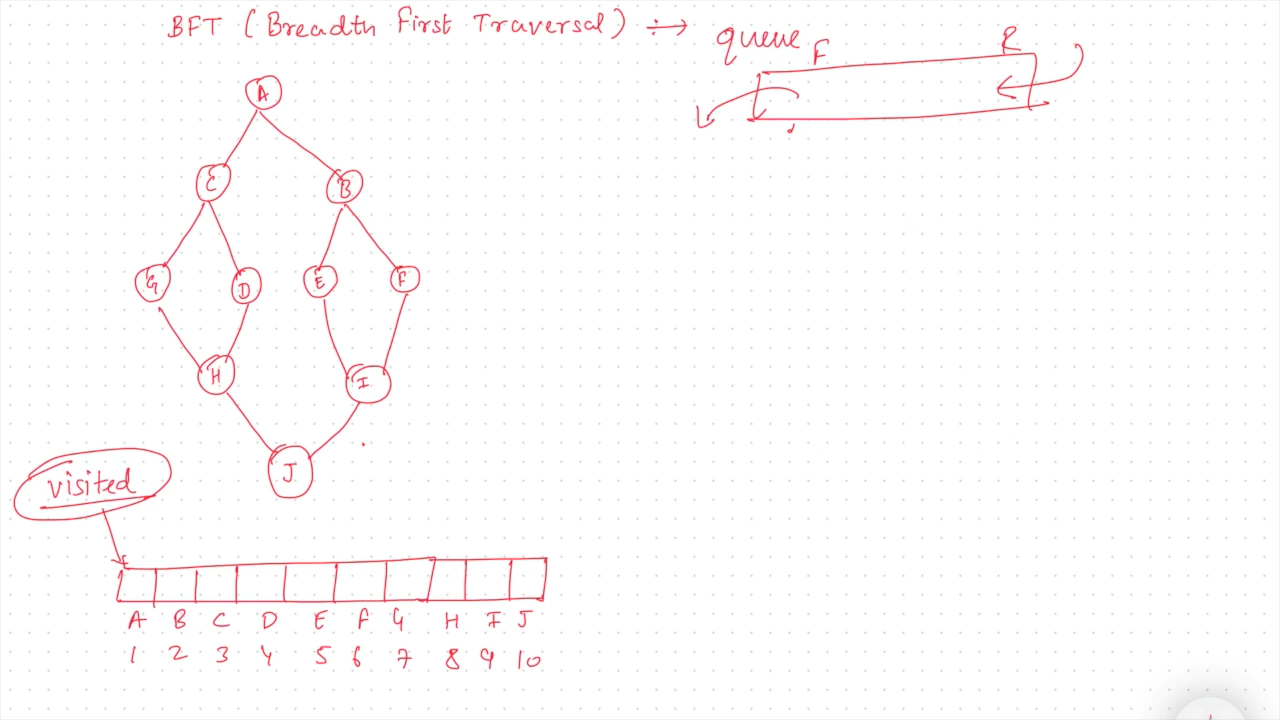 BFT (Breadth First Traversal) :→ queue
F R
A
C B
G D E F
H I
J
visited
A B C D E F G H I J
1 2 3 4 5 6 7 8 9 10